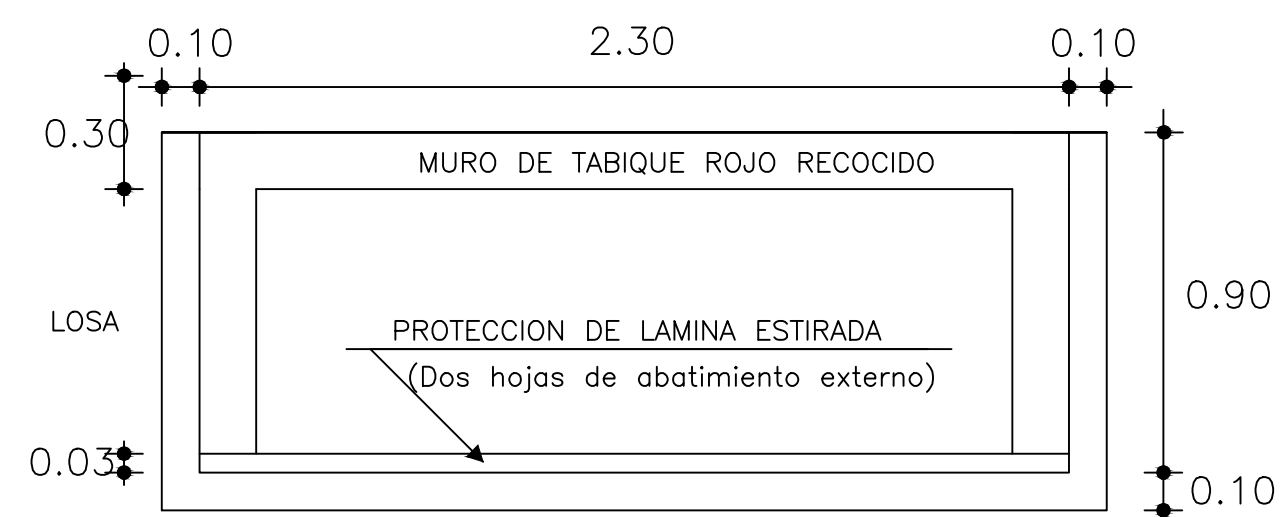 0.10
2.30
0.10
0.30
MURO DE TABIQUE ROJO RECOCIDO
0.90
LOSA
PROTECCION DE LAMINA ESTIRADA
(Dos hojas de abatimiento externo)
0.03
0.10